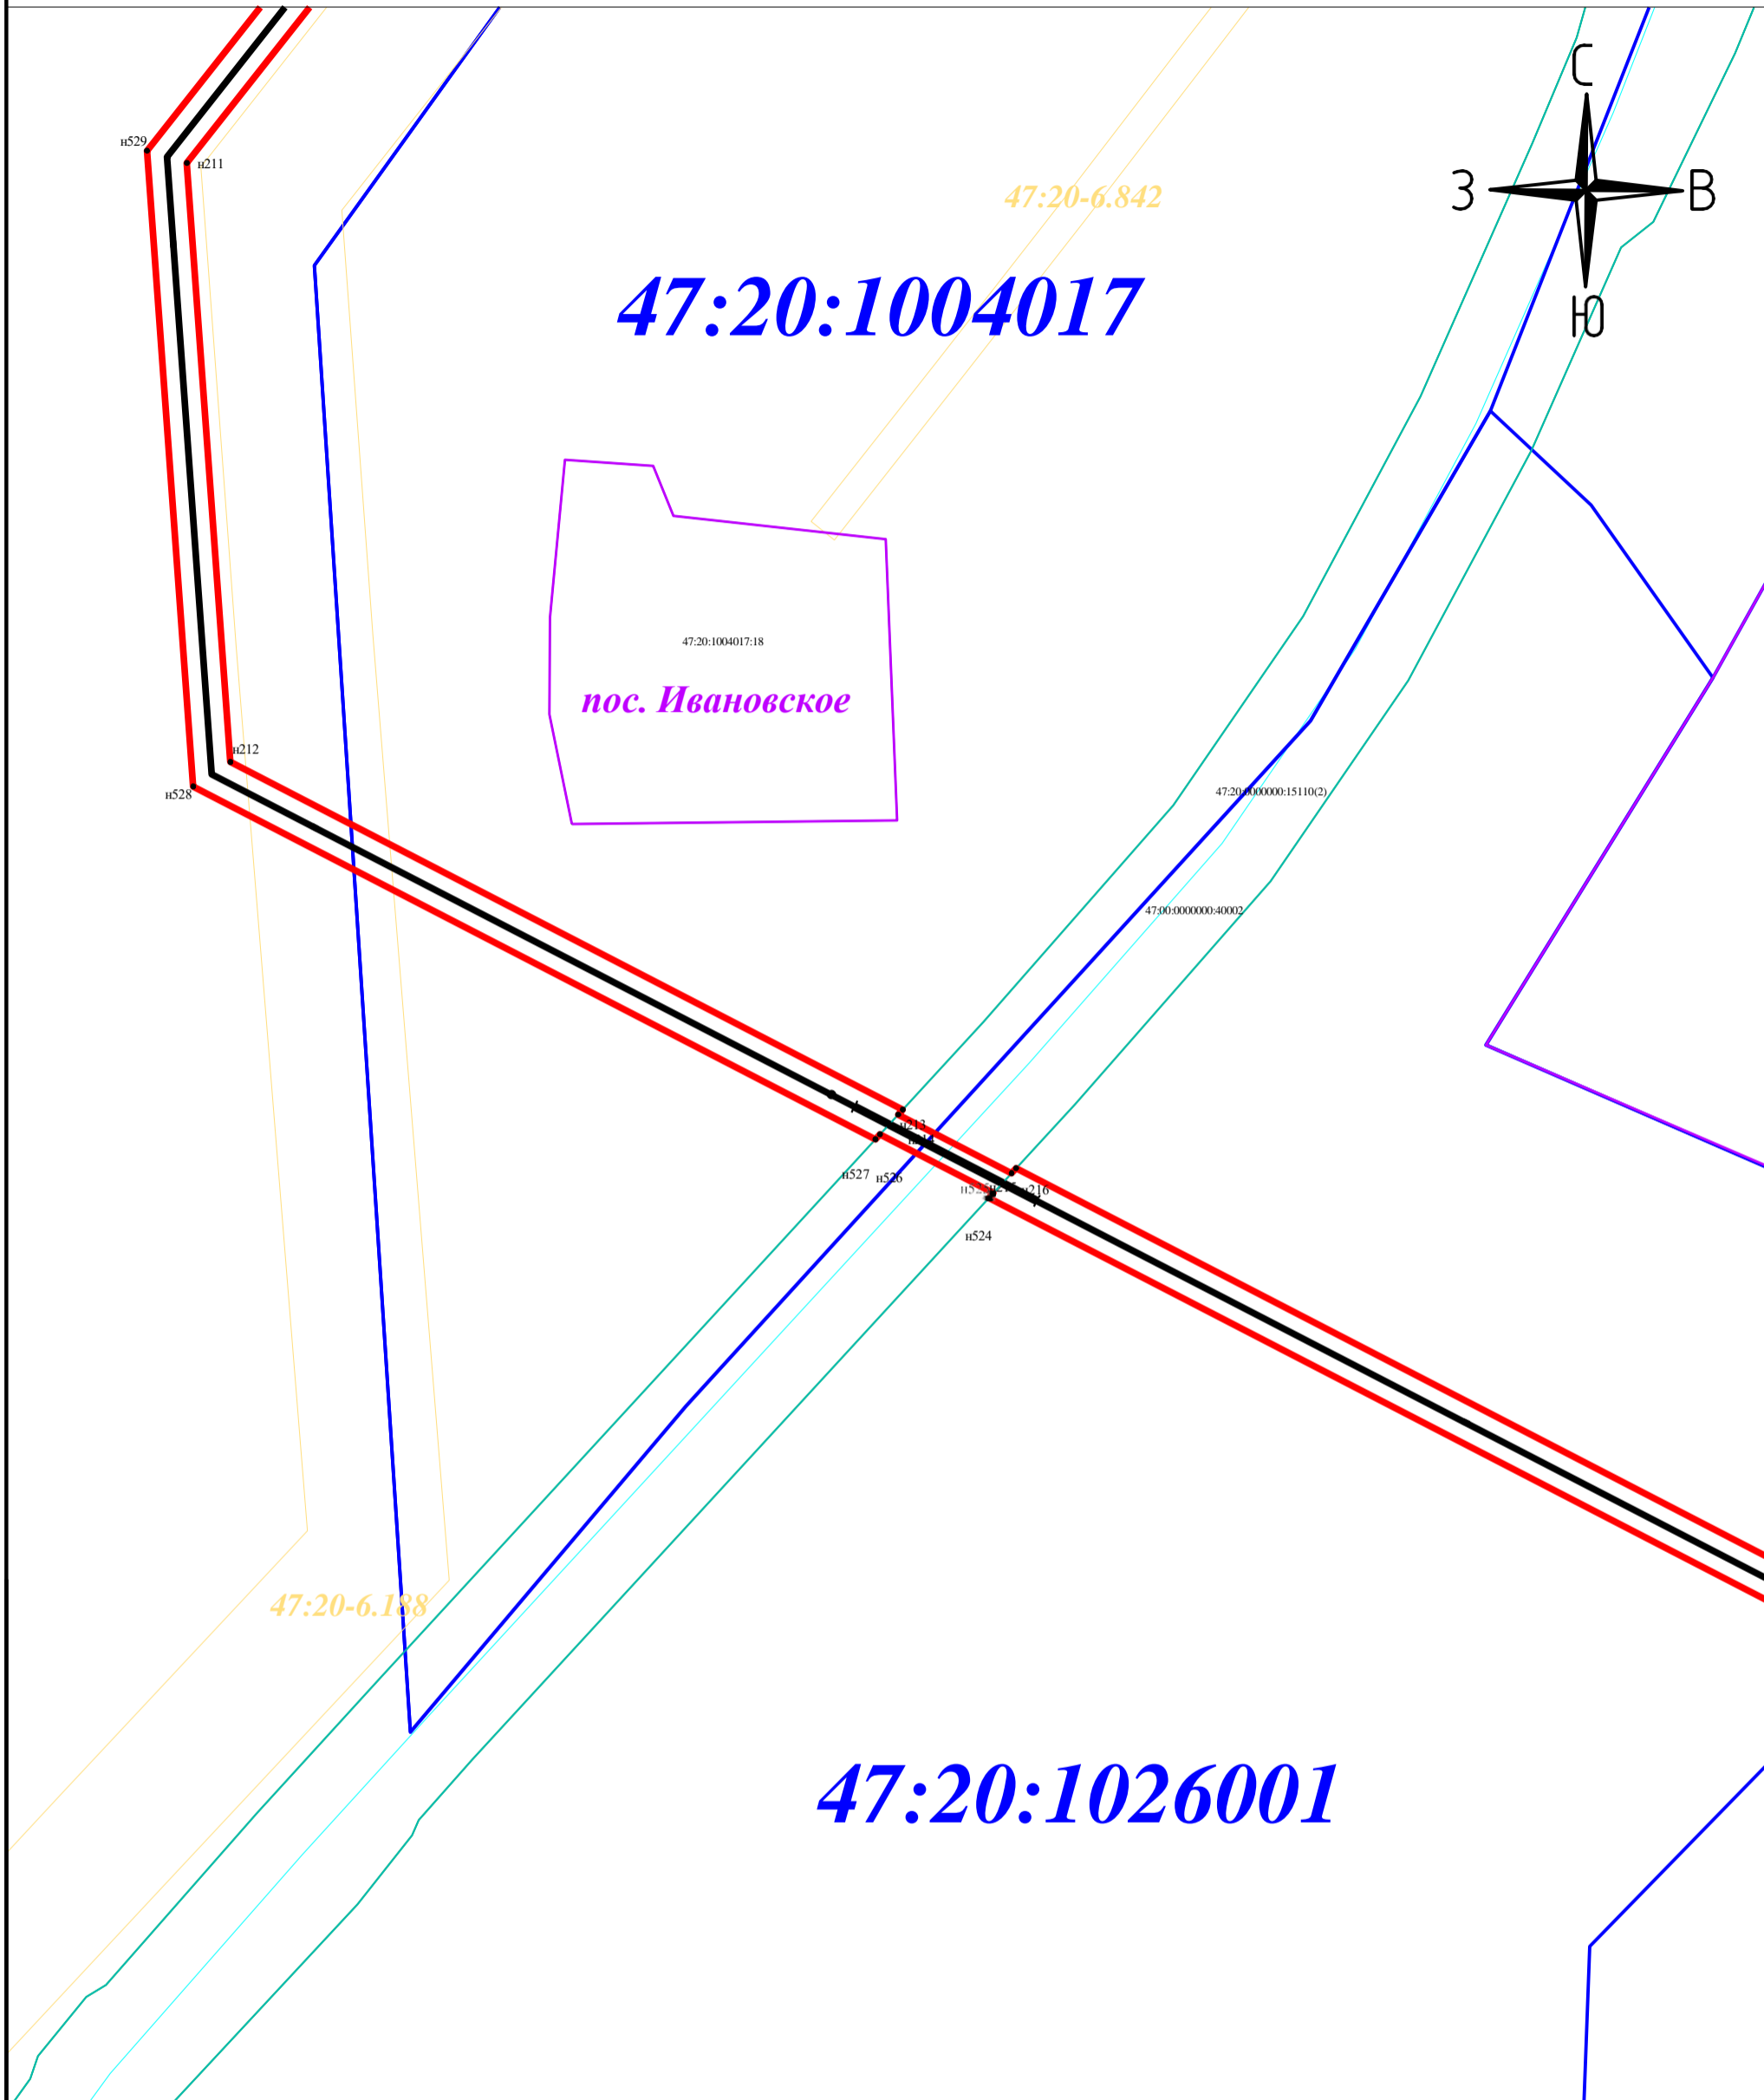 С
н529
н211
47:20-6.842
З
В
47:20:1004017
Ю
47:20:1004017:18
пос. Ивановское
н212
н528
47:20:0000000:15110(2)
47:00:0000000:40002
н213
н527
н526
н216
н524
47:20-6.188
47:20:1026001